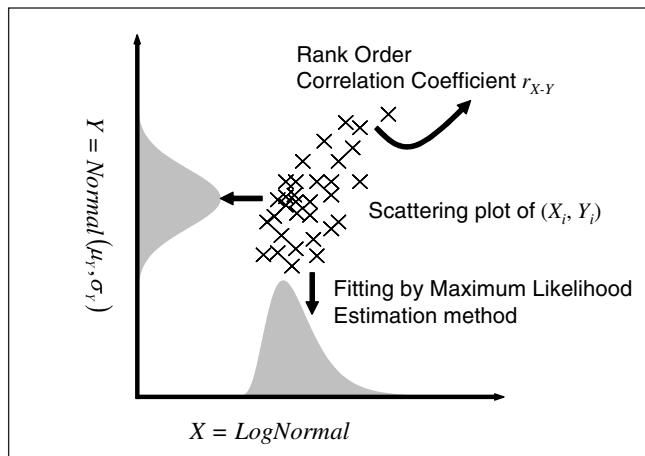 Rank Order
Correlation Coefficient r_{X-Y}
Y = Normal(μ_Y, σ_Y)
Scattering plot of (X_i, Y_i)
Fitting by Maximum Likelihood
Estimation method
X = LogNormal